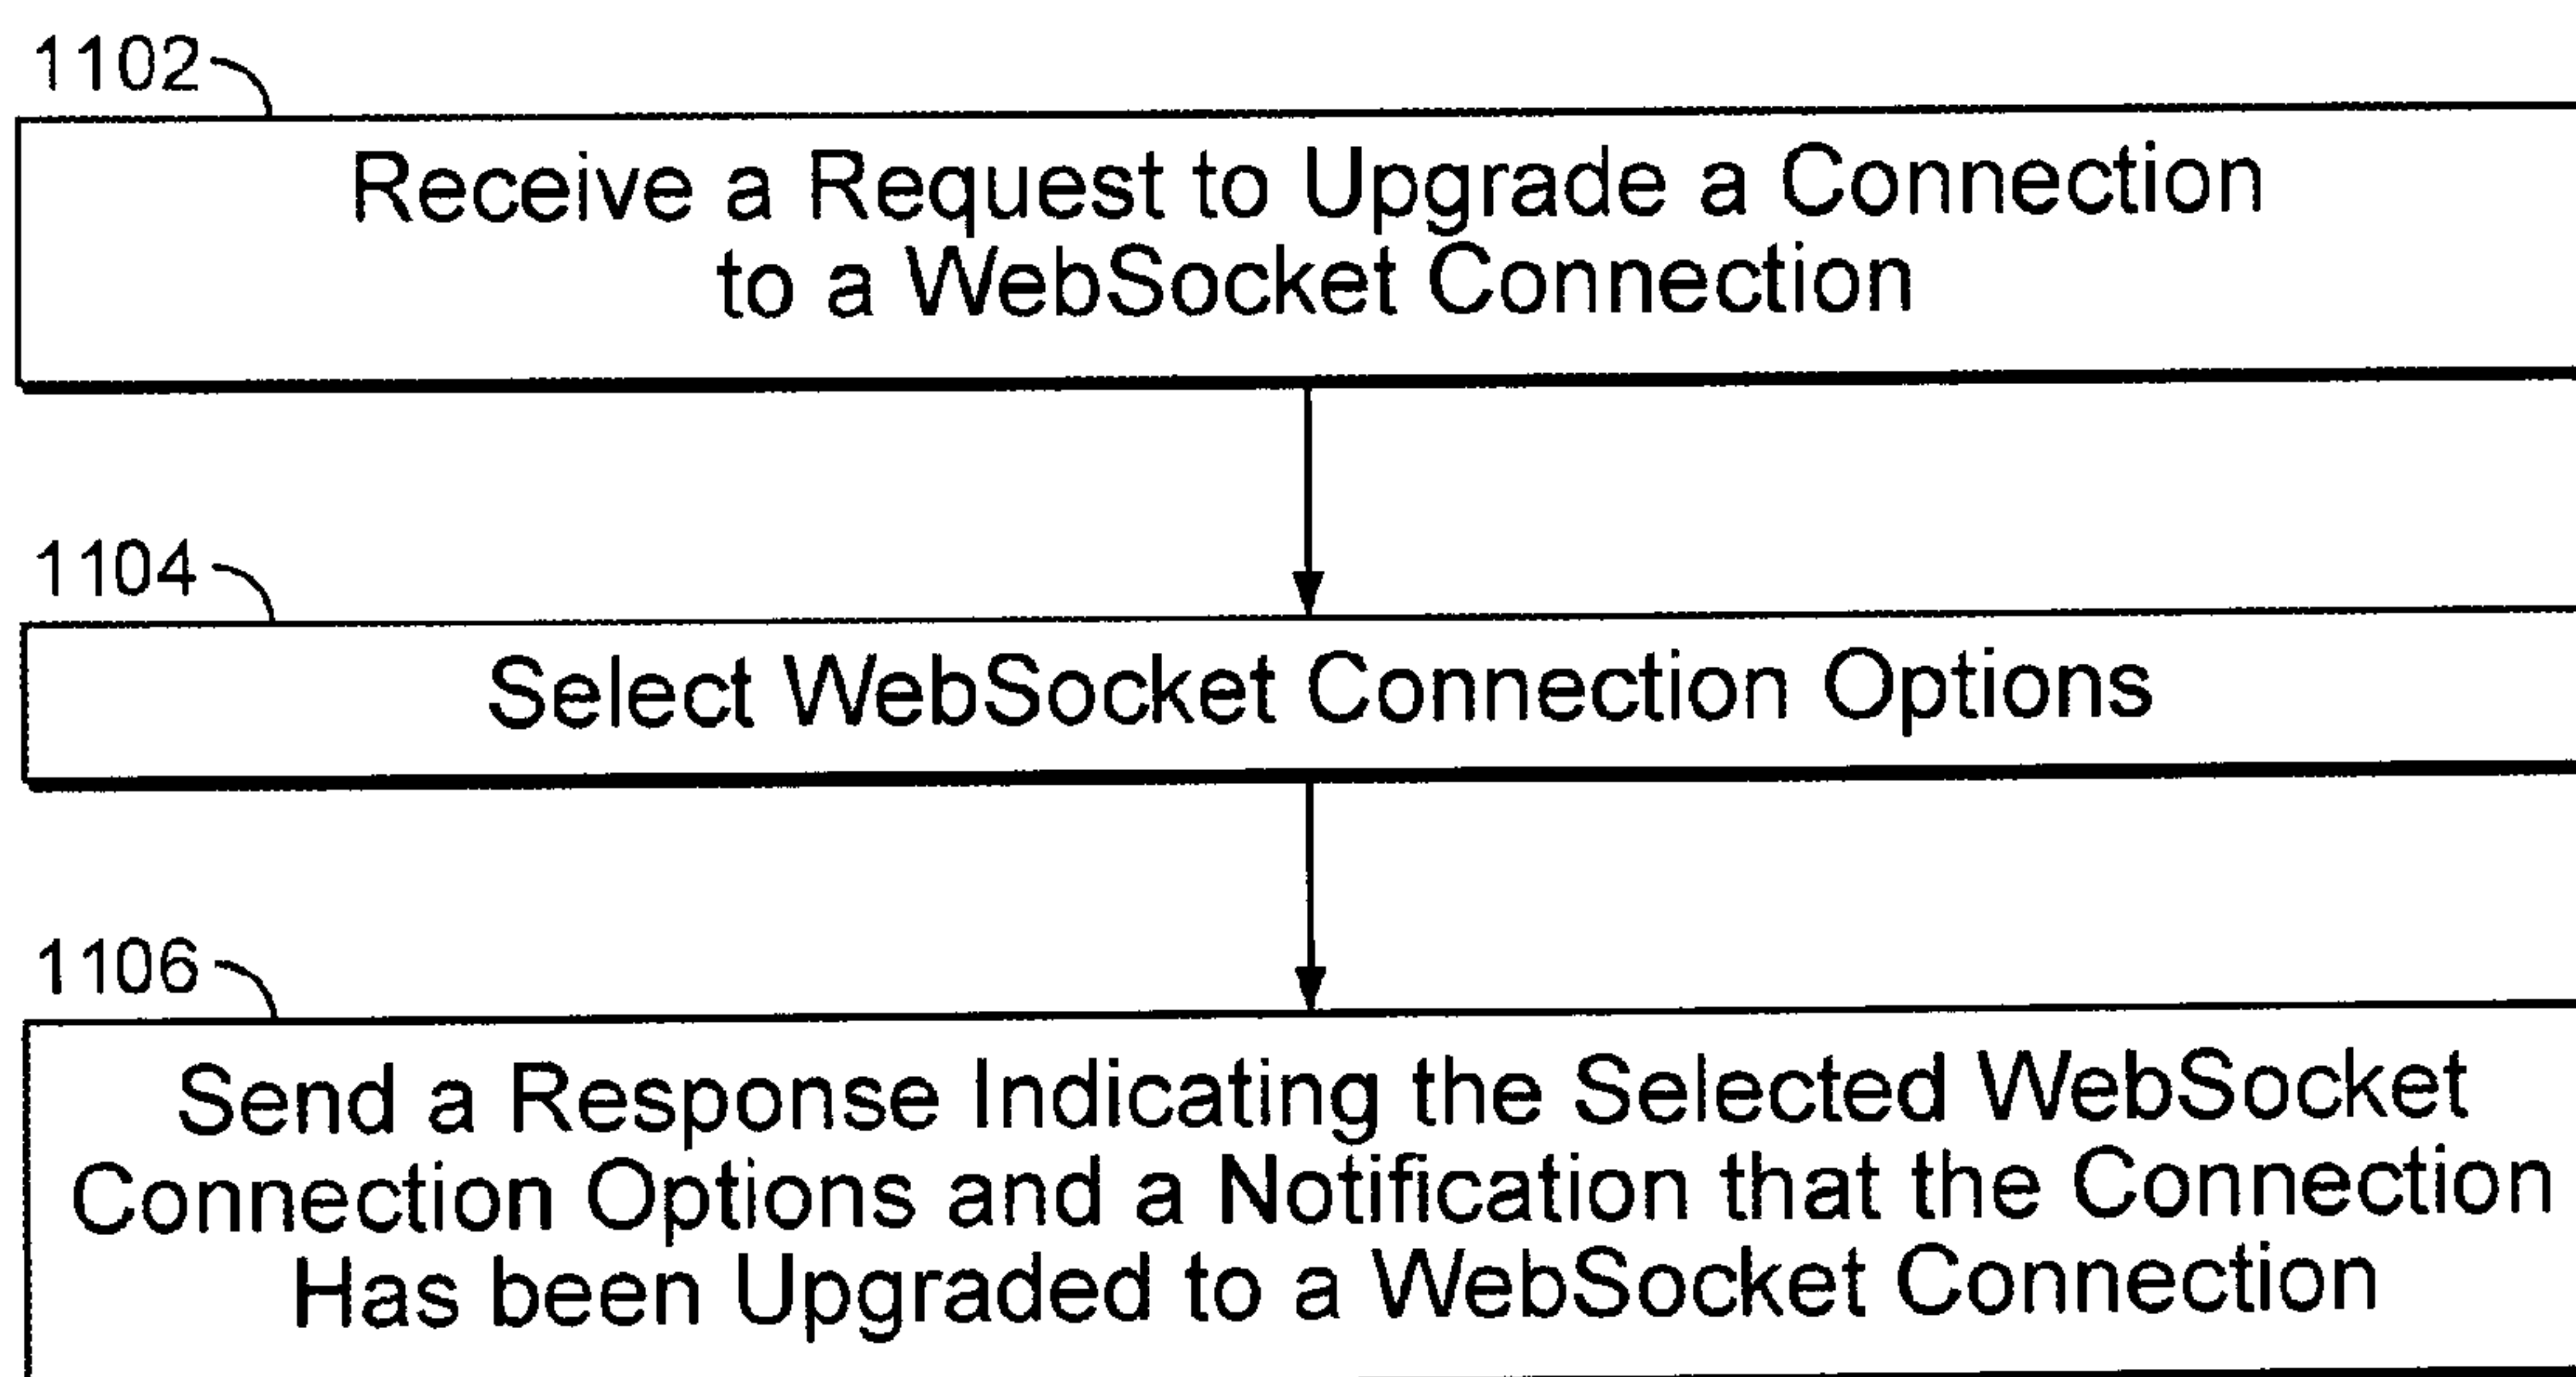 1102
Receive a Request to Upgrade a Connection
to a WebSocket Connection
1104
Select WebSocket Connection Options
1106
Send a Response Indicating the Selected WebSocket
Connection Options and a Notification that the Connection
Has been Upgraded to a WebSocket Connection